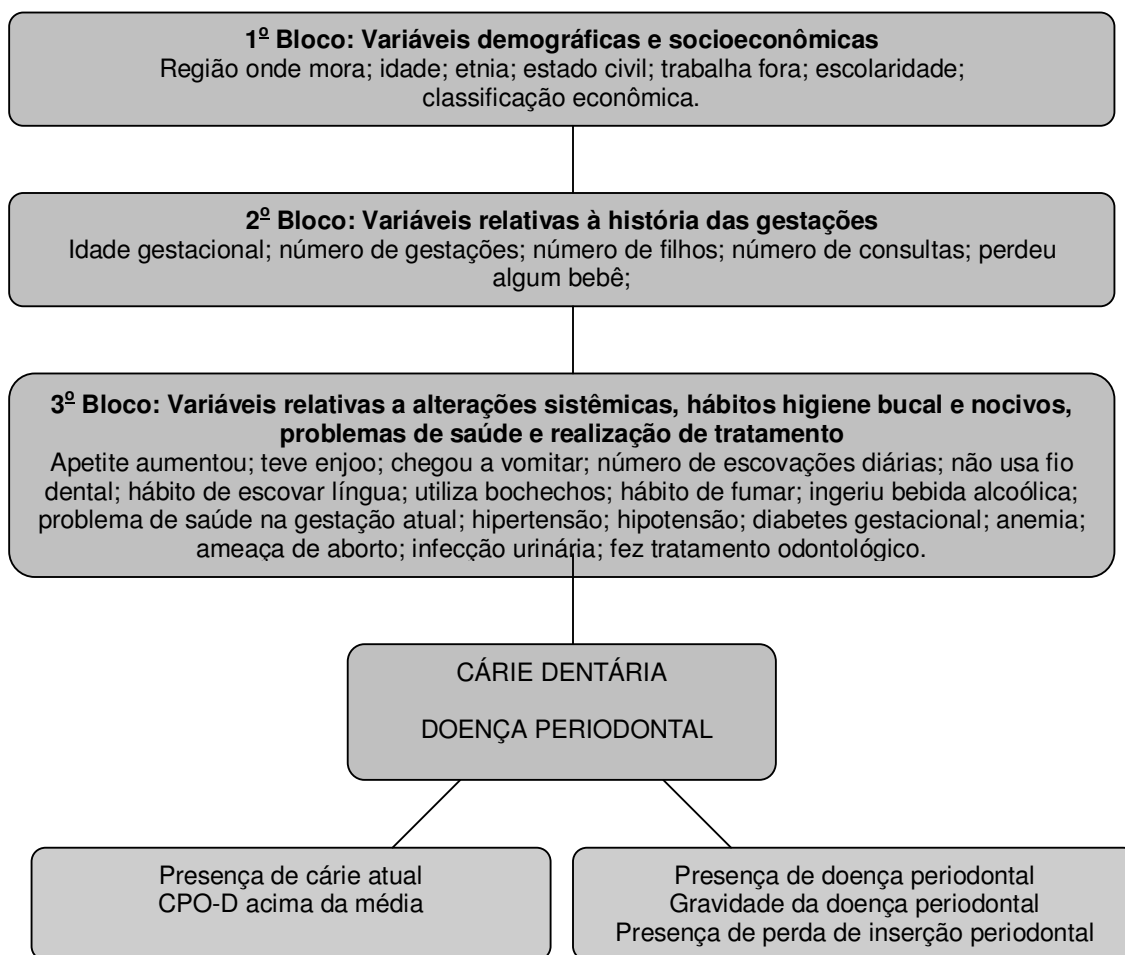 1º Bloco: Variáveis demográficas e socioeconômicas
Região onde mora; idade; etnia; estado civil; trabalha fora; escolaridade;
classificação econômica.
2º Bloco: Variáveis relativas à história das gestações
Idade gestacional; número de gestações; número de filhos; número de consultas; perdeu
algum bebê;
3º Bloco: Variáveis relativas a alterações sistêmicas, hábitos higiene bucal e nocivos,
problemas de saúde e realização de tratamento
Apetite aumentou; teve enjoo; chegou a vomitar; número de escovações diárias; não usa fio
dental; hábito de escovar língua; utiliza bochechos; hábito de fumar; ingeriu bebida alcoólica;
problema de saúde na gestação atual; hipertensão; hipotensão; diabetes gestacional; anemia;
ameaça de aborto; infecção urinária; fez tratamento odontológico.
CÁRIE DENTÁRIA
DOENÇA PERIODONTAL
Presença de cárie atual
CPO-D acima da média
Presença de doença periodontal
Gravidade da doença periodontal
Presença de perda de inserção periodontal